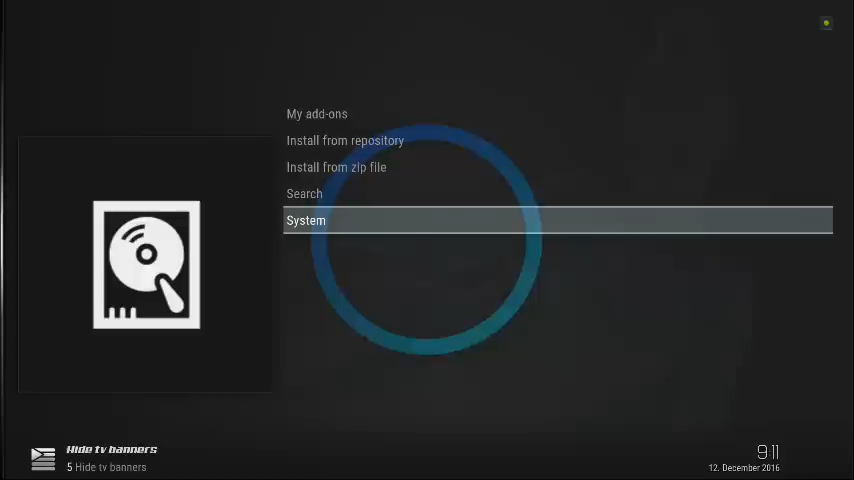 My add-ons
Install from repository
Install from zip file
Search
System
Hide tv banners
5 Hide tv banners
9 11
12. December 2016